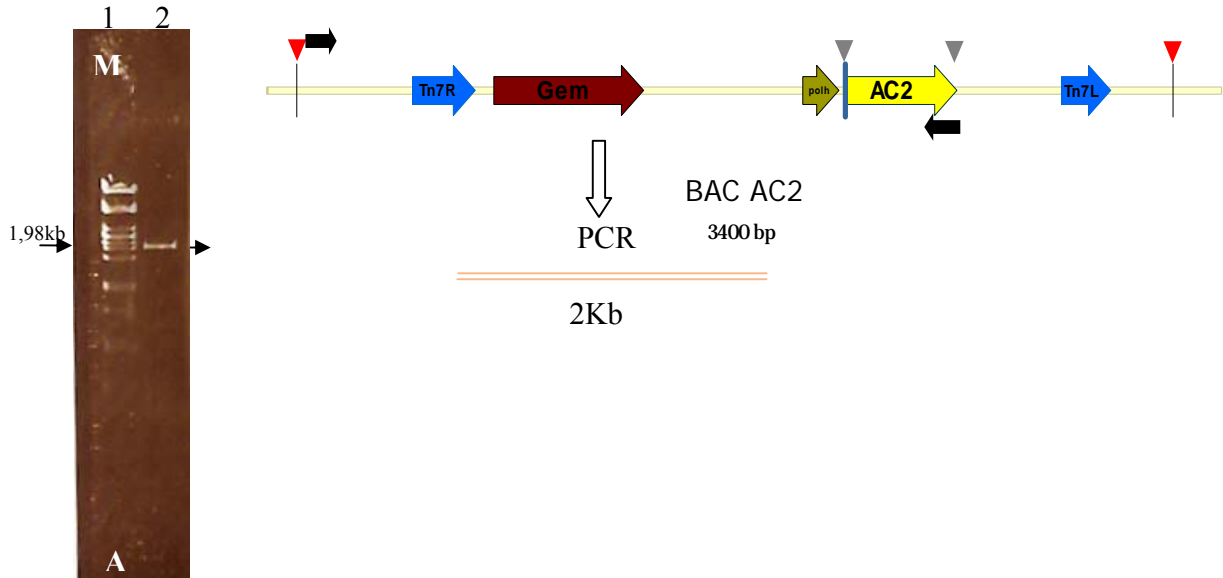 1 2
M
1,98kb
A
Tn7R
Gem
polh
AC2
Tn7L
BAC AC2
PCR
3400 bp
2Kb